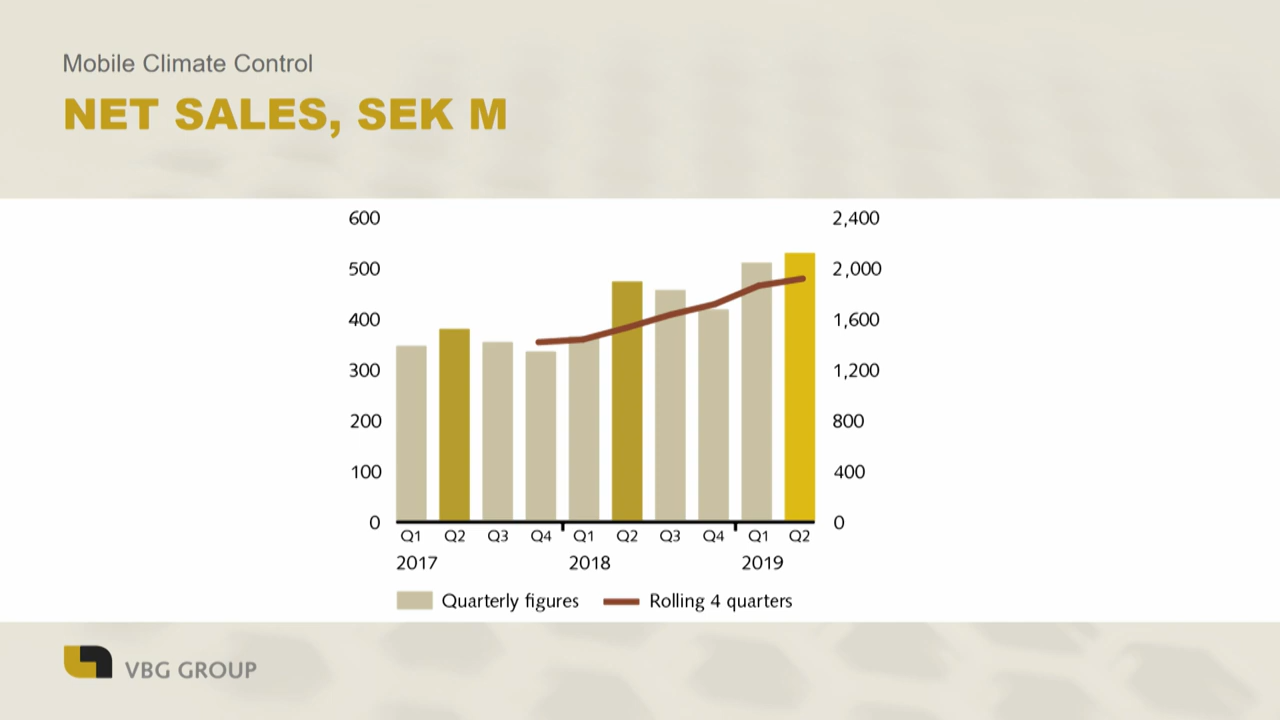 Mobile Climate Control
NET SALES, SEK M
600 2,400
500 2,000
400 1,600
300 1,200
200 800
100 400
0 0
Q1 Q2 Q3 Q4 Q1 Q2 Q3 Q4 Q1 Q2
2017 2018 2019
Quarterly figures Rolling 4 quarters
VBG GROUP